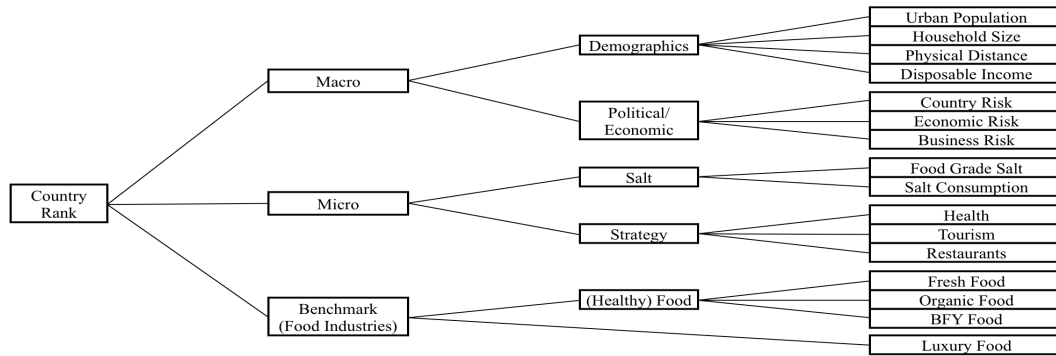 Country
Rank
Macro
Micro
Benchmark
(Food Industries)
Demographics
Political/
Economic
Salt
Strategy
(Healthy) Food
Urban Population
Household Size
Physical Distance
Disposable Income
Country Risk
Economic Risk
Business Risk
Food Grade Salt
Salt Consumption
Health
Tourism
Restaurants
Fresh Food
Organic Food
BFY Food
Luxury Food